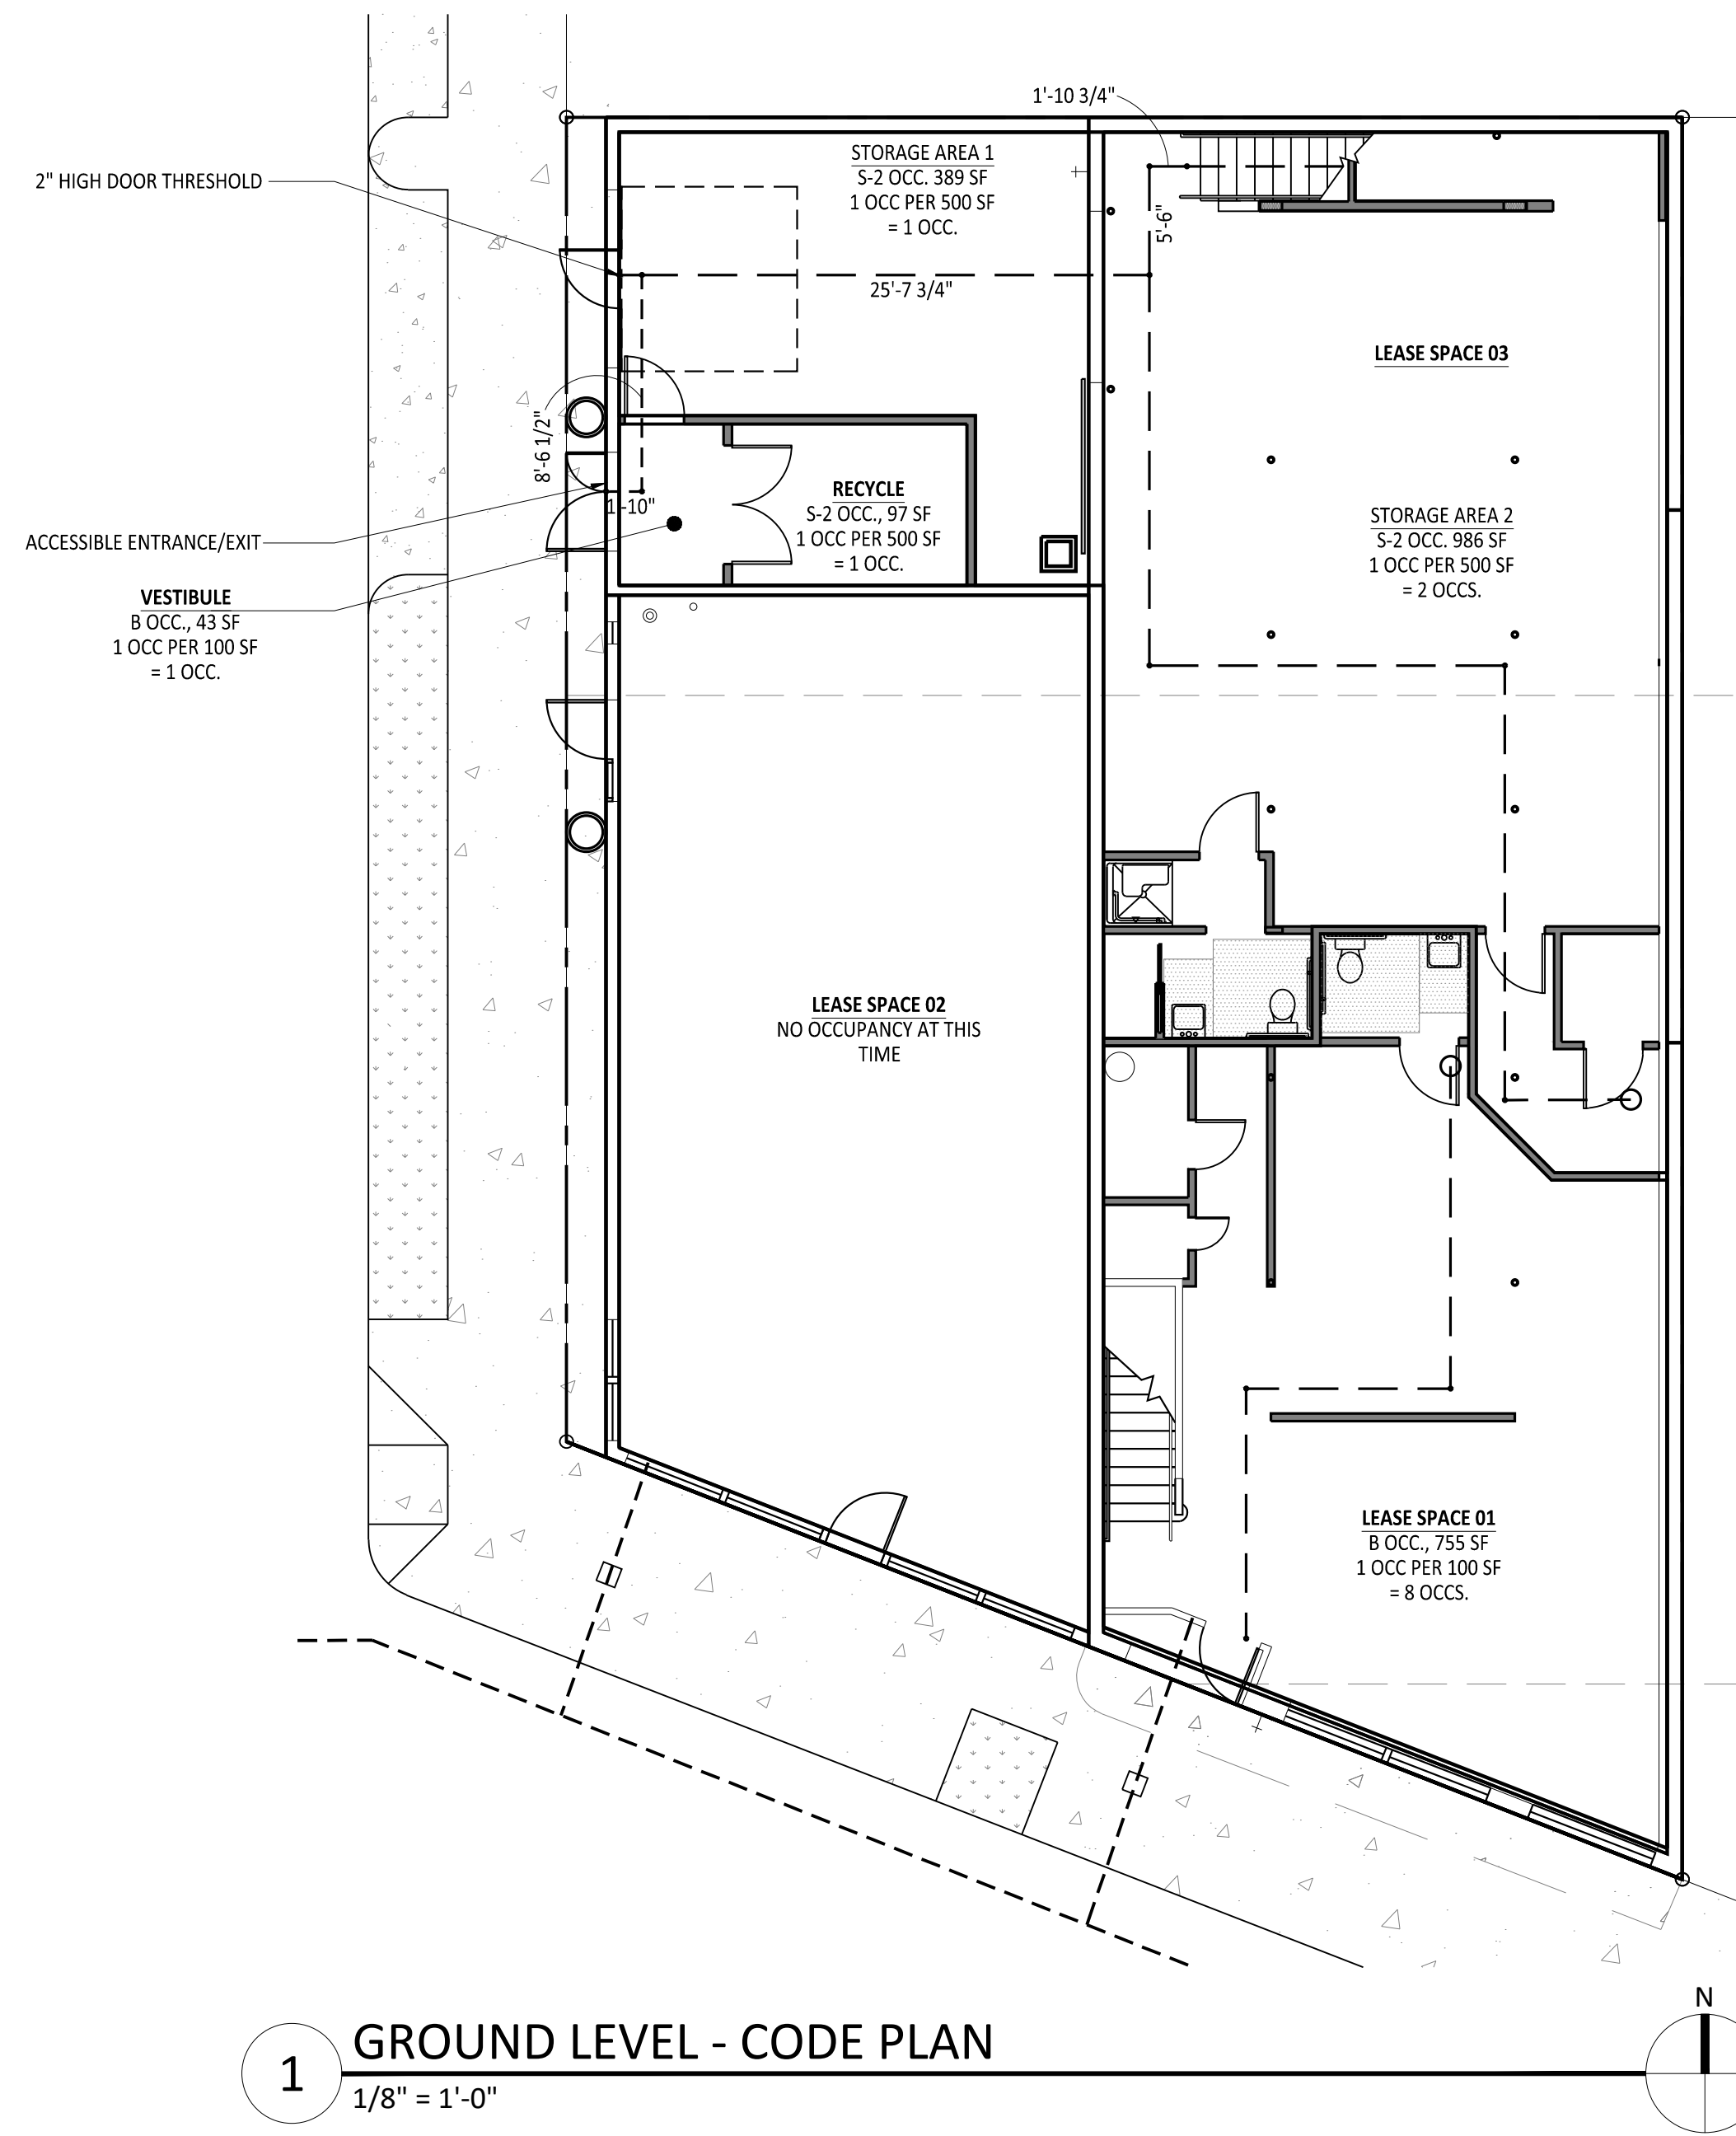 1'-10 3/4"
STORAGE AREA 1
S-2 OCC. 389 SF
1 OCC PER 500 SF
= 1 OCC.
2" HIGH DOOR THRESHOLD
5'-6"
25'-7 3/4"
LEASE SPACE 03
8'-6 1/2"
1'-10"
RECYCLE
S-2 OCC., 97 SF
1 OCC PER 500 SF
= 1 OCC.
STORAGE AREA 2
S-2 OCC. 986 SF
1 OCC PER 500 SF
= 2 OCCS.
ACCESSIBLE ENTRANCE/EXIT
VESTIBULE
B OCC., 43 SF
1 OCC PER 100 SF
= 1 OCC.
LEASE SPACE 02
NO OCCUPANCY AT THIS
TIME
LEASE SPACE 01
B OCC., 755 SF
1 OCC PER 100 SF
= 8 OCCS.
N
1
GROUND LEVEL - CODE PLAN
1/8" = 1'-0"